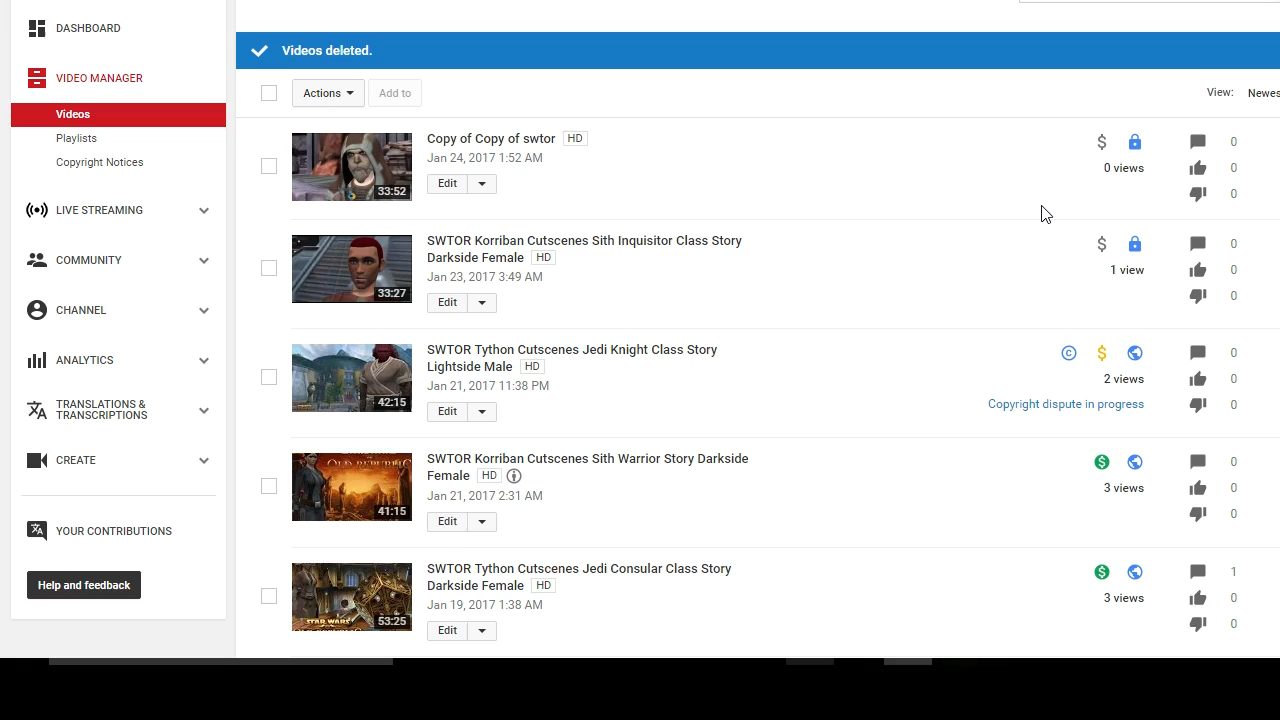 DASHBOARD
VIDEO MANAGER
Videos
Playlists
Copyright Notices
LIVE STREAMING
COMMUNITY
CHANNEL
ANALYTICS
TRANSLATIONS &
TRANSCRIPTIONS
CREATE
YOUR CONTRIBUTIONS
Help and feedback
Videos deleted.
Actions
Add to
View:
Newes
33:52
Copy of Copy of swtor HD
Jan 24, 2017 1:52 AM
Edit
$
0 views
0
0
0
33:27
SWTOR Korriban Cutscenes Sith Inquisitor Class Story
Darkside Female HD
Jan 23, 2017 3:49 AM
Edit
$
1 view
0
0
0
42:15
SWTOR Tython Cutscenes Jedi Knight Class Story
Lightside Male HD
Jan 21, 2017 11:38 PM
Edit
© $
2 views
Copyright dispute in progress
0
0
0
OLD REPUBLIC
41:15
SWTOR Korriban Cutscenes Sith Warrior Story Darkside
Female HD
Jan 21, 2017 2:31 AM
Edit
$
3 views
0
0
0
STAR WARS
53:25
SWTOR Tython Cutscenes Jedi Consular Class Story
Darkside Female HD
Jan 19, 2017 1:38 AM
Edit
$
3 views
1
0
0